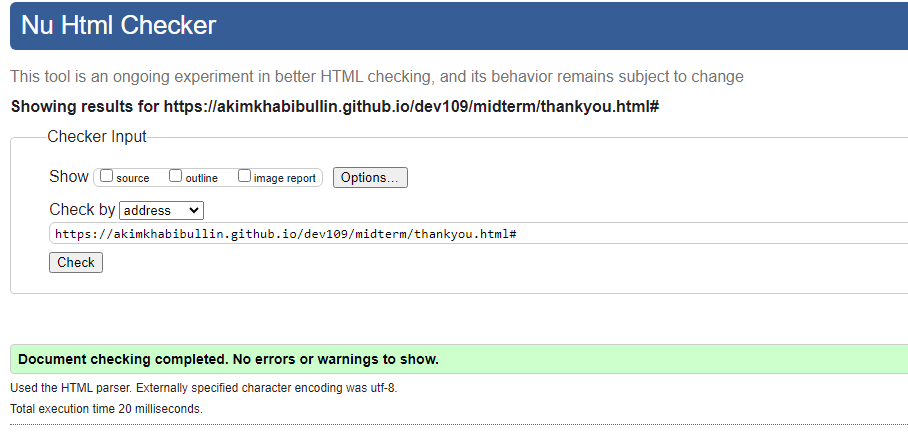 Nu Html Checker
This tool is an ongoing experiment in better HTML checking, and its behavior remains subject to change
Showing results for https://akimkhabibullin.github.io/dev109/midterm/thankyou.html#
Checker Input
Show source outline image report Options...
Check by address
https://akimkhabibullin.github.io/dev109/midterm/thankyou.html#
Check
Document checking completed. No errors or warnings to show.
Used the HTML parser. Externally specified character encoding was utf-8.
Total execution time 20 milliseconds.